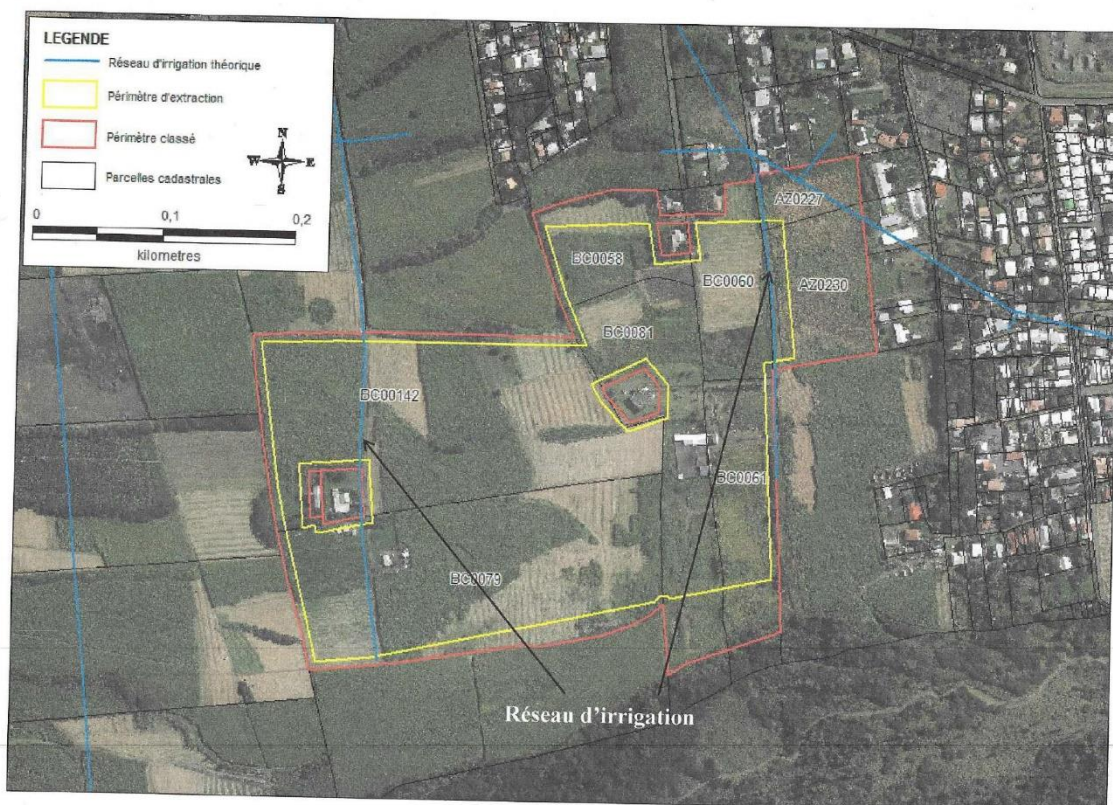 LEGENDE
Réseau d'irrigation théorique
Périmètre d'extraction
Périmètre classé
Parcelles cadastrales
N
W E
S
0 0,1 0,2
kilometres
AZ0227
BC0058
BC0060
AZ0230
BC0081
BC00142
BC0061
BC0079
Réseau d'irrigation